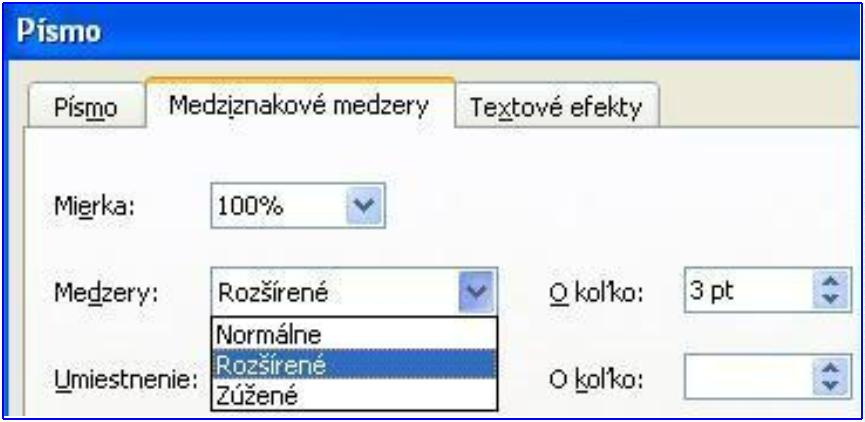 Písmo
Písmo Medziznakové medzery Textové efekty
Mierka: 100%
Medzery: Rozšírené O koľko: 3 pt
Normálne
Rozšírené
Umiestnenie: O koľko:
Zúžené